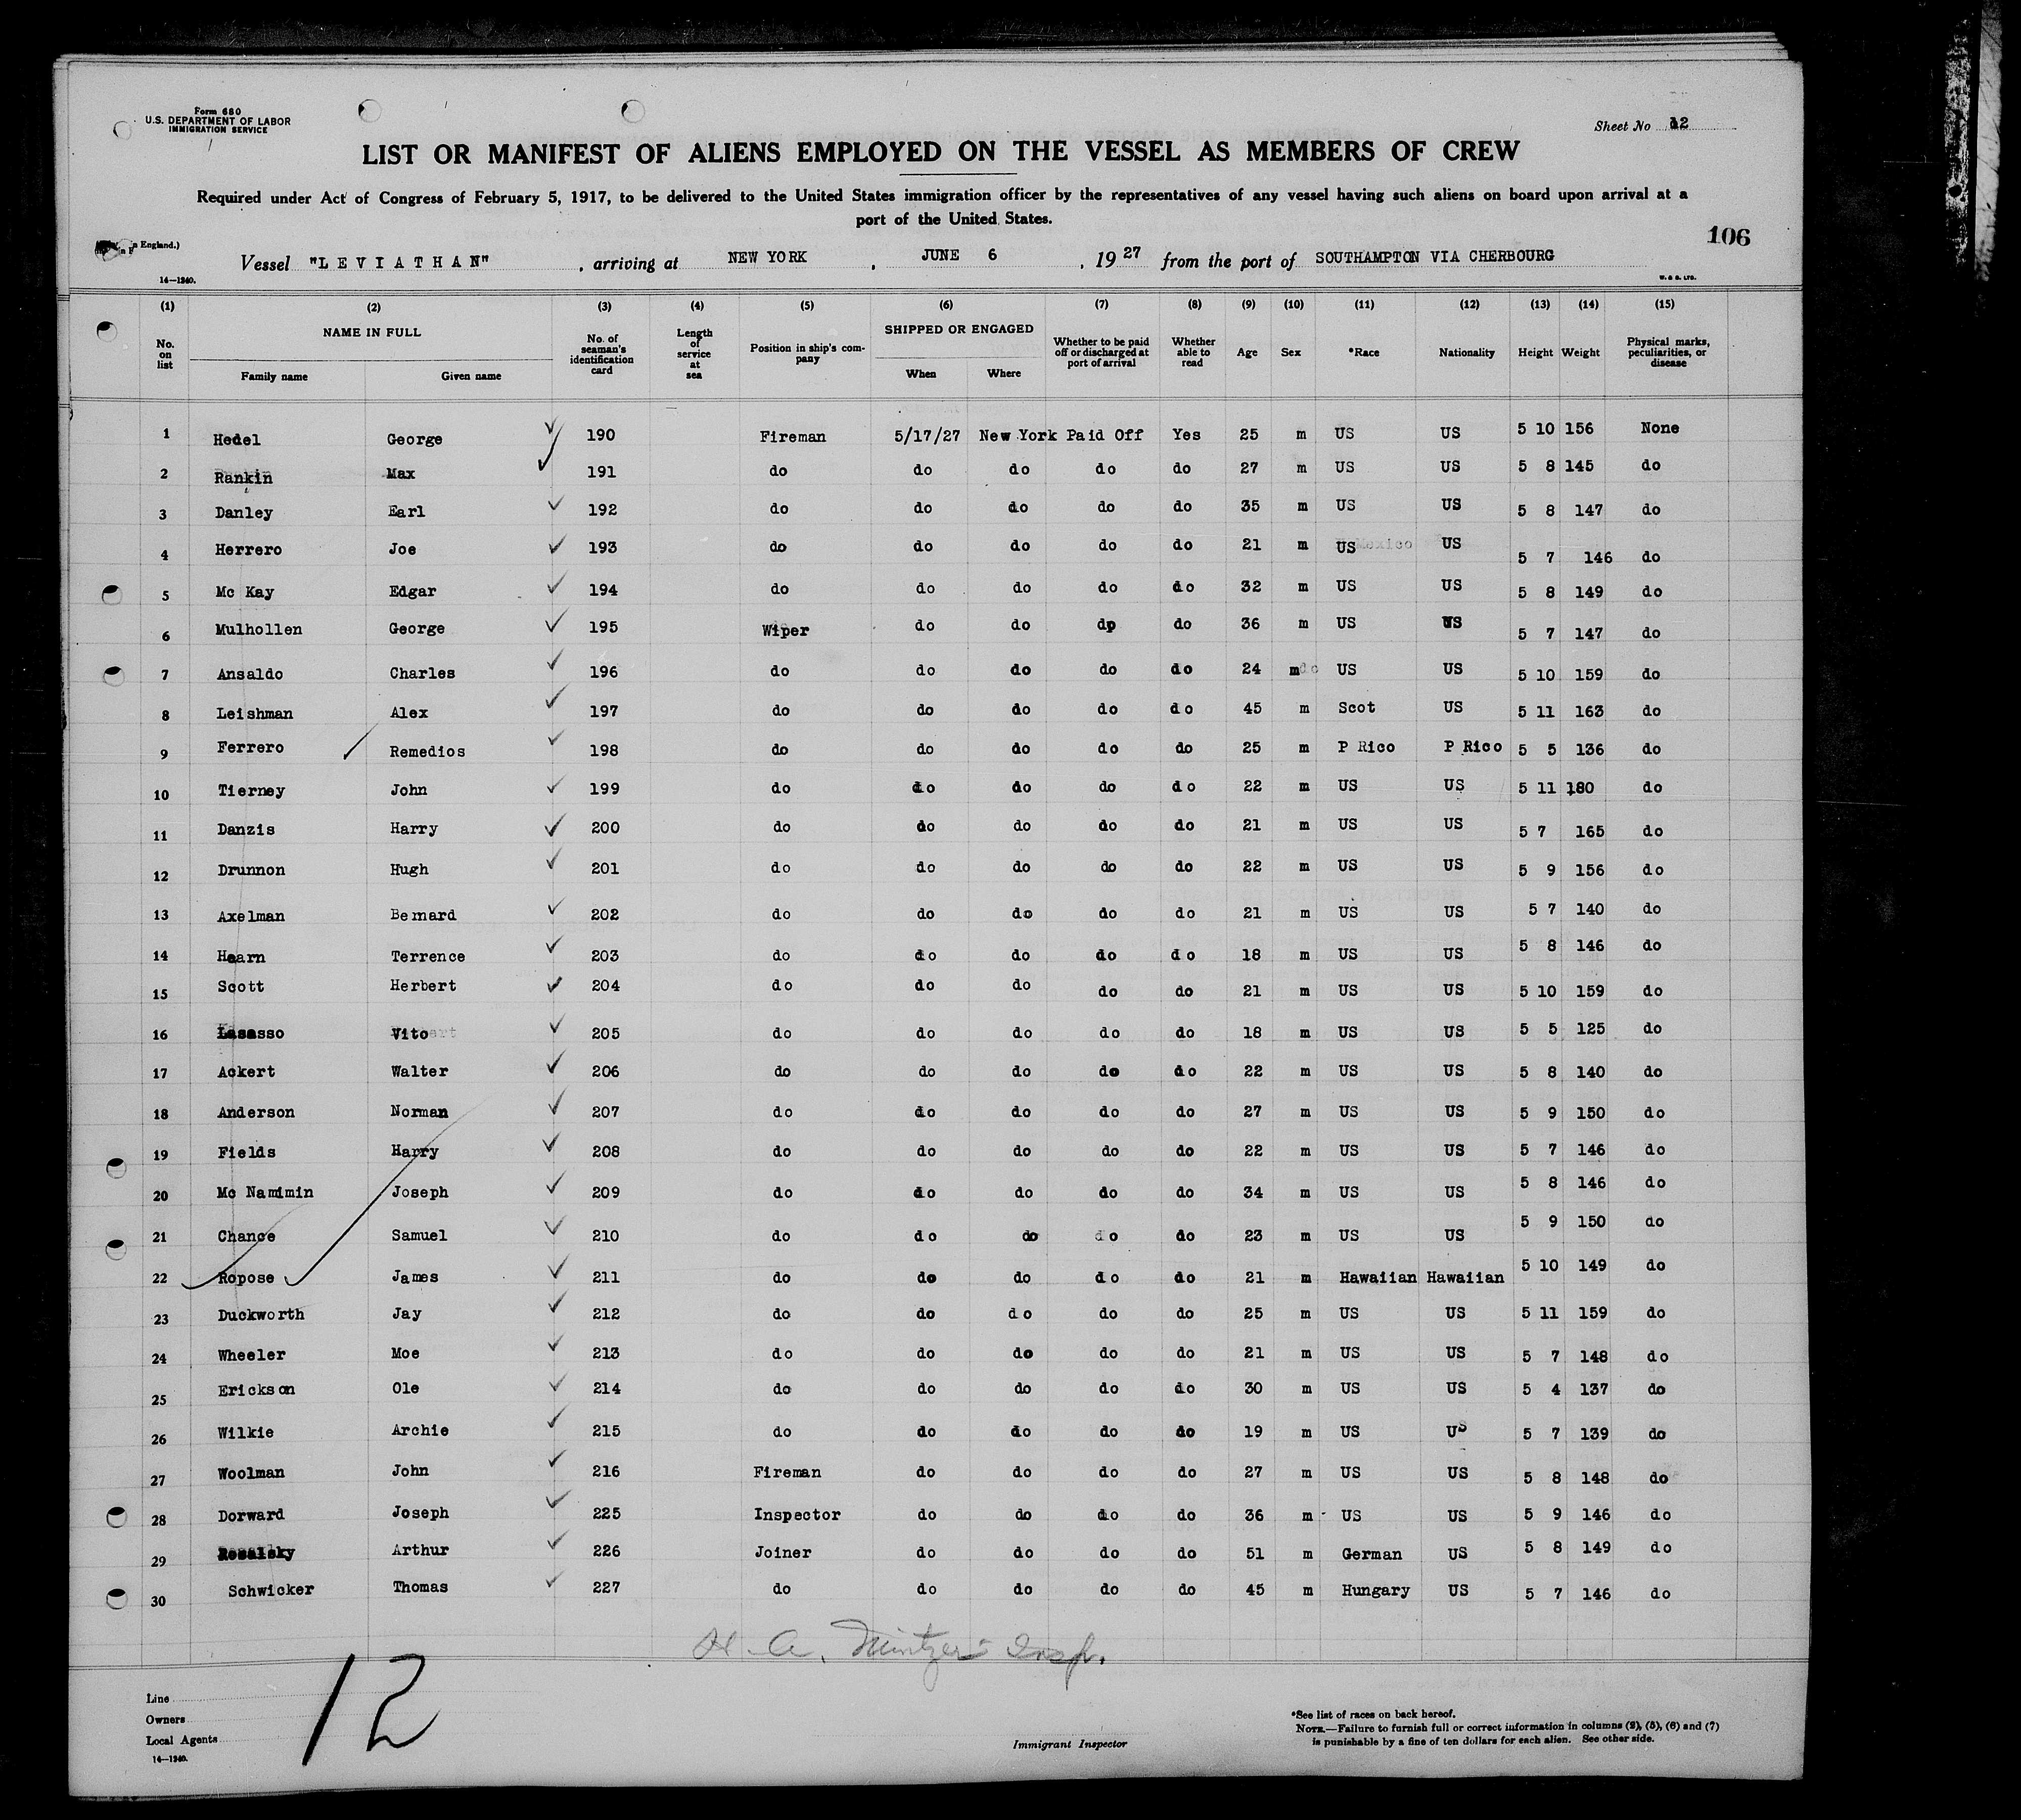 Form 680
U.S. DEPARTMENT OF LABOR
IMMIGRATION SERVICE
Sheet No 12
LIST OR MANIFEST OF ALIENS EMPLOYED ON THE VESSEL AS MEMBERS OF CREW
Required under Act of Congress of February 5, 1917, to be delivered to the United States immigration officer by the representatives of any vessel having such aliens on board upon arrival at a
port of the United States.
106
England.)
Vessel "LEVIATHAN", arriving at NEW YORK, JUNE 6, 1927 from the port of SOUTHAMPTON VIA CHERBOURG
14—1240. W. & S. LTD.
(1) (2) (3) (4) (5) (6) (7) (8) (9) (10) (11) (12) (13) (14) (15)
No. on list NAME IN FULL Family name Given name No. of seaman's identification card Length of service at sea Position in ship's company SHIPPED OR ENGAGED When Where Whether to be paid off or discharged at port of arrival Whether able to read Age Sex *Race Nationality Height Weight Physical marks, peculiarities, or disease
1 Hedel George 190 Fireman 5/17/27 New York Paid Off Yes 25 m US US 5 10 156 None
2 Rankin Max 191 do do do do do 27 m US US 5 8 145 do
3 Danley Earl 192 do do do do do 35 m US US 5 8 147 do
4 Herrero Joe 193 do do do do do 21 m US US 5 7 146 do
5 Mc Kay Edgar 194 do do do do do 32 m US US 5 8 149 do
6 Mulhollen George 195 Wiper do do do do 36 m US US 5 7 147 do
7 Ansaldo Charles 196 do do do do do 24 m US US 5 10 159 do
8 Leishman Alex 197 do do do do do 45 m Scot US 5 11 163 do
9 Ferrero Remedios 198 do do do do do 25 m P Rico P Rico 5 5 136 do
10 Tierney John 199 do do do do do 22 m US US 5 11 180 do
11 Danzis Harry 200 do do do do do 21 m US US 5 7 165 do
12 Drunnon Hugh 201 do do do do do 22 m US US 5 9 156 do
13 Axelman Bernard 202 do do do do do 21 m US US 5 7 140 do
14 Hearn Terrence 203 do do do do do 18 m US US 5 8 146 do
15 Scott Herbert 204 do do do do do 21 m US US 5 10 159 do
16 Lasasso Vito 205 do do do do do 18 m US US 5 5 125 do
17 Ackert Walter 206 do do do do do 22 m US US 5 8 140 do
18 Anderson Norman 207 do do do do do 27 m US US 5 9 150 do
19 Fields Harry 208 do do do do do 22 m US US 5 7 146 do
20 Mc Namimin Joseph 209 do do do do do 34 m US US 5 8 146 do
21 Chance Samuel 210 do do do do do 23 m US US 5 9 150 do
22 Ropose James 211 do do do do do 21 m Hawaiian Hawaiian 5 10 149 do
23 Duckworth Jay 212 do do do do do 25 m US US 5 11 159 do
24 Wheeler Moe 213 do do do do do 21 m US US 5 7 148 do
25 Erickson Ole 214 do do do do do 30 m US US 5 4 137 do
26 Wilkie Archie 215 do do do do do 19 m US US 5 7 139 do
27 Woolman John 216 Fireman do do do do 27 m US US 5 8 148 do
28 Dorward Joseph 225 Inspector do do do do 36 m US US 5 9 146 do
29 Arthur 226 Joiner do do do do 51 m German US 5 8 149 do
30 Schwicker Thomas 227 do do do do do 45 m Hungary US 5 7 146 do
H. A. Insp.
12
Line
Owners
Local Agents
14—1240.
Immigrant Inspector
*See list of races on back hereof.
NOTE.—Failure to furnish full or correct information in columns (2), (5), (6) and (7)
is punishable by a fine of ten dollars for each alien. See other side.